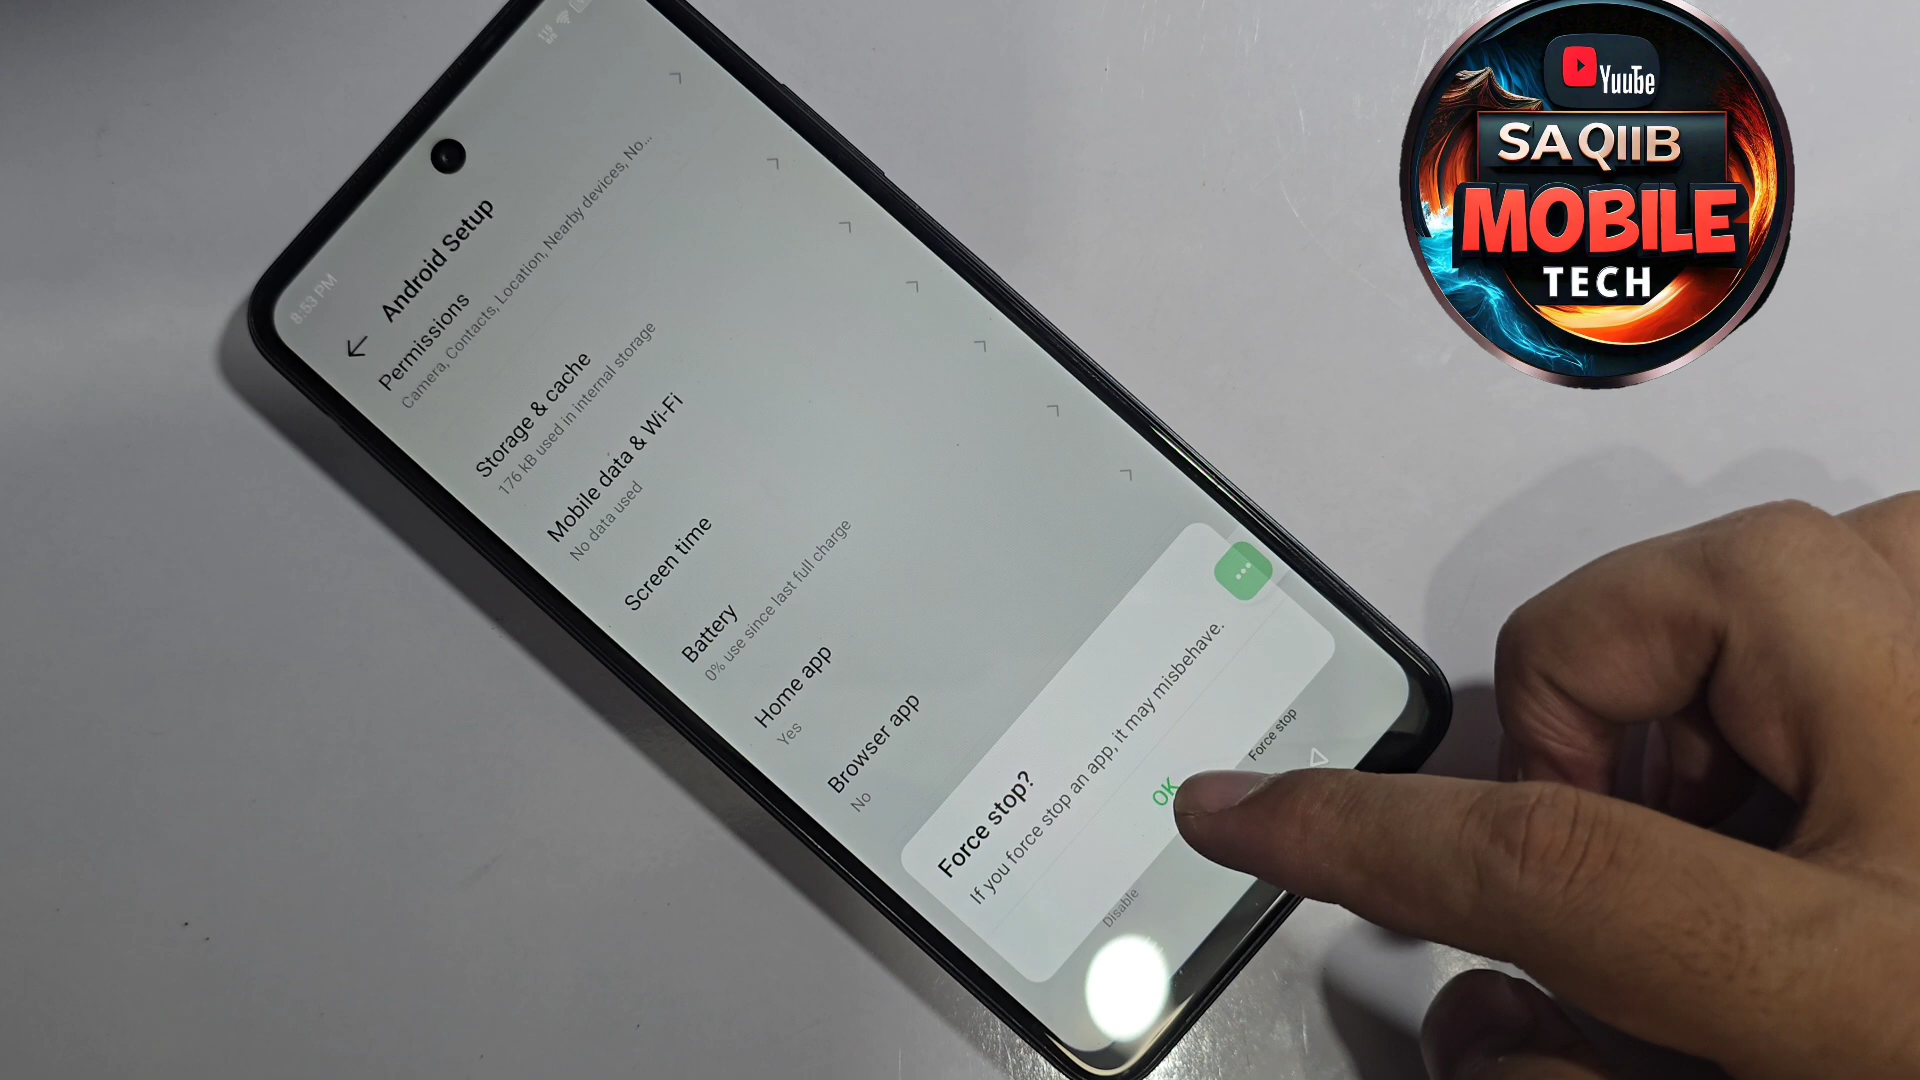 8:53 PM
Android Setup
Permissions
Camera, Contacts, Location, Nearby devices, No...
Storage & cache
176 kB used in internal storage
Mobile data & Wi-Fi
No data used
Screen time
Battery
0% use since last full charge
Home app
Yes
Browser app
No
Force stop?
If you force stop an app, it may misbehave.
OK
Disable
Force stop
YuuTbe
SAQIIB
MOBILE
TECH